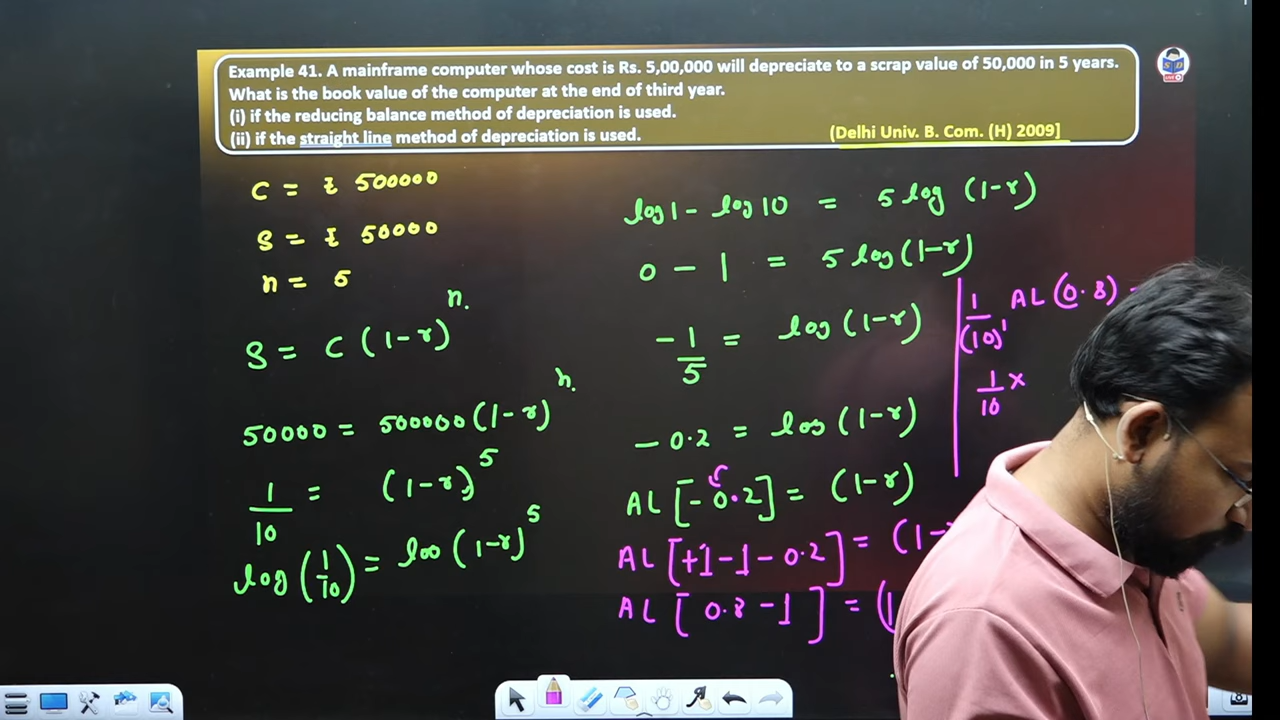 Example 41. A mainframe computer whose cost is Rs. 5,00,000 will depreciate to a scrap value of 50,000 in 5 years.
What is the book value of the computer at the end of third year.
(i) if the reducing balance method of depreciation is used.
(ii) if the straight line method of depreciation is used. (Delhi Univ. B. Com. (H) 2009]
C = ₹ 500000
S = ₹ 50000
n = 5
S = C (1-r)^n.
50000 = 500000 (1-r)^n.
1/10 = (1-r)^5
log (1/10) = log (1-r)^5
log 1 - log 10 = 5 log (1-r)
0 - 1 = 5 log (1-r)
-1/5 = log (1-r)
-0.2 = log (1-r)
AL [-0.2] = (1-r)
AL [+1-1-0.2] = (1-
AL [0.8-1] = (1
1/(10)^1 AL (0.8) -
1/10 ×